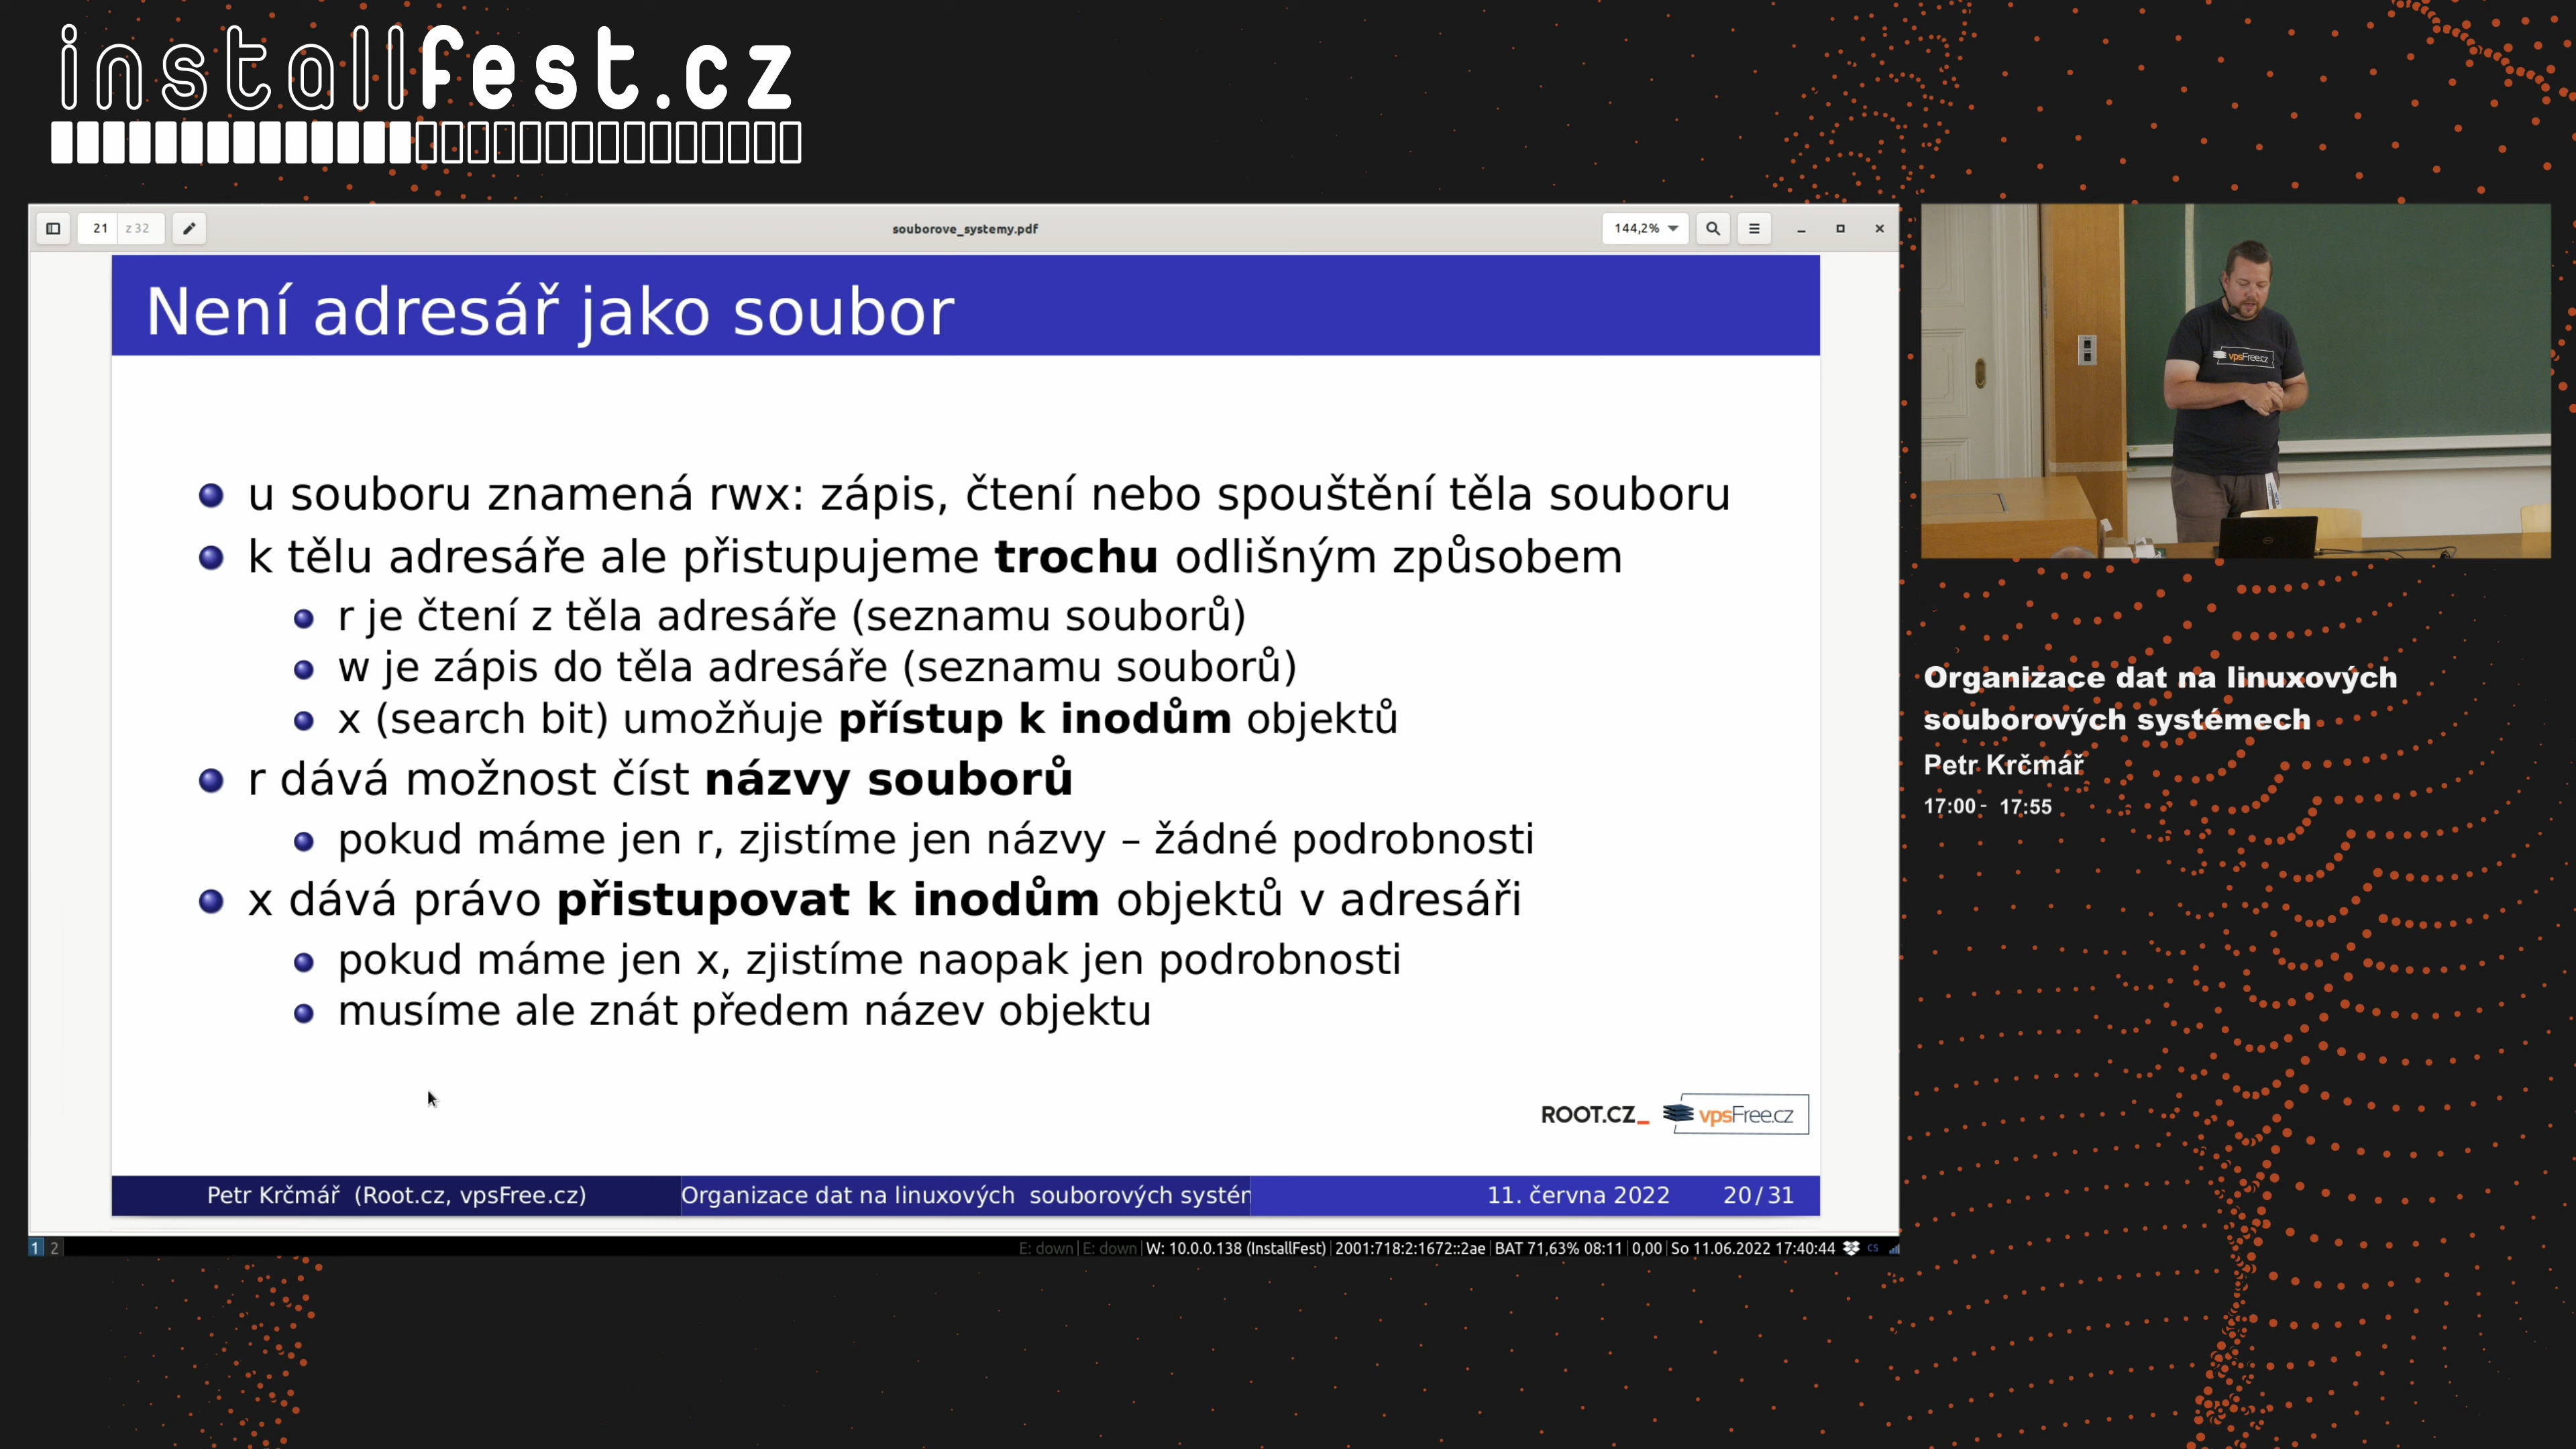 installfest.cz
21 z 32
souborove_systemy.pdf
144,2%
Není adresář jako soubor
u souboru znamená rwx: zápis, čtení nebo spouštění těla souboru
k tělu adresáře ale přistupujeme trochu odlišným způsobem
r je čtení z těla adresáře (seznamu souborů)
w je zápis do těla adresáře (seznamu souborů)
x (search bit) umožňuje přístup k inodům objektů
r dává možnost číst názvy souborů
pokud máme jen r, zjistíme jen názvy – žádné podrobnosti
x dává právo přistupovat k inodům objektů v adresáři
pokud máme jen x, zjistíme naopak jen podrobnosti
musíme ale znát předem název objektu
ROOT.CZ_ vpsFree.cz
Petr Krčmář (Root.cz, vpsFree.cz) Organizace dat na linuxových souborových systém 11. června 2022 20/31
1 2 E: down E: down W: 10.0.0.138 (InstallFest) 2001:718:2:1672::2ae BAT 71,63% 08:11 0,00 So 11.06.2022 17:40:44 cs
vpsFree.cz
Organizace dat na linuxových
souborových systémech
Petr Krčmář
17:00 - 17:55